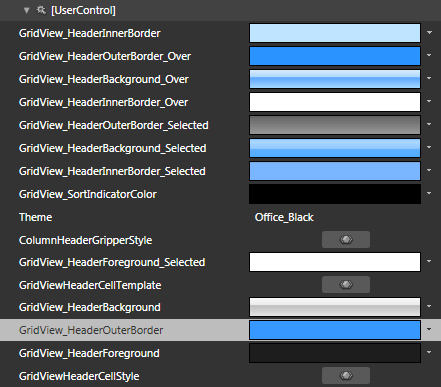 [UserControl]
GridView_HeaderInnerBorder
GridView_HeaderOuterBorder_Over
GridView_HeaderBackground_Over
GridView_HeaderInnerBorder_Over
GridView_HeaderOuterBorder_Selected
GridView_HeaderBackground_Selected
GridView_HeaderInnerBorder_Selected
GridView_SortIndicatorColor
Theme Office_Black
ColumnHeaderGripperStyle
GridView_HeaderForeground_Selected
GridViewHeaderCellTemplate
GridView_HeaderBackground
GridView_HeaderOuterBorder
GridView_HeaderForeground
GridViewHeaderCellStyle